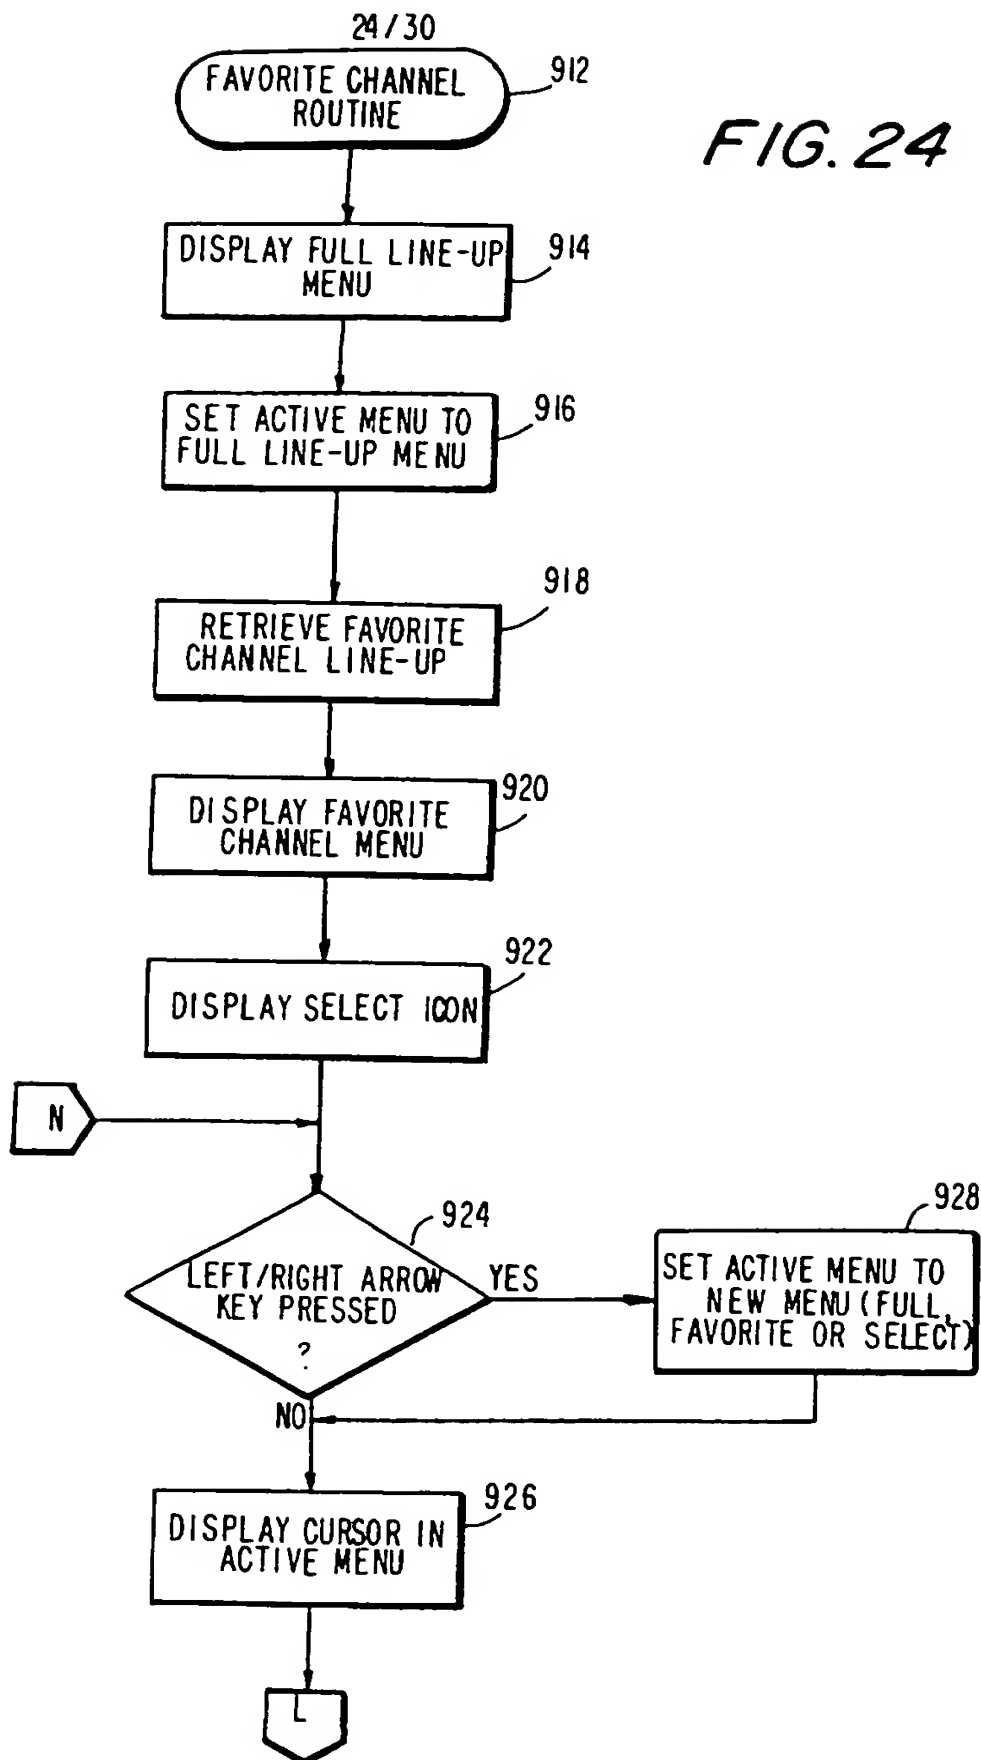 24/30
FAVORITE CHANNEL
ROUTINE
912
FIG. 24
DISPLAY FULL LINE-UP
MENU
914
SET ACTIVE MENU TO
FULL LINE-UP MENU
916
RETRIEVE FAVORITE
CHANNEL LINE-UP
918
DISPLAY FAVORITE
CHANNEL MENU
920
DISPLAY SELECT ICON
922
N
924
LEFT/RIGHT ARROW
KEY PRESSED
?
YES
928
SET ACTIVE MENU TO
NEW MENU (FULL,
FAVORITE OR SELECT)
NO
DISPLAY CURSOR IN
ACTIVE MENU
926
L